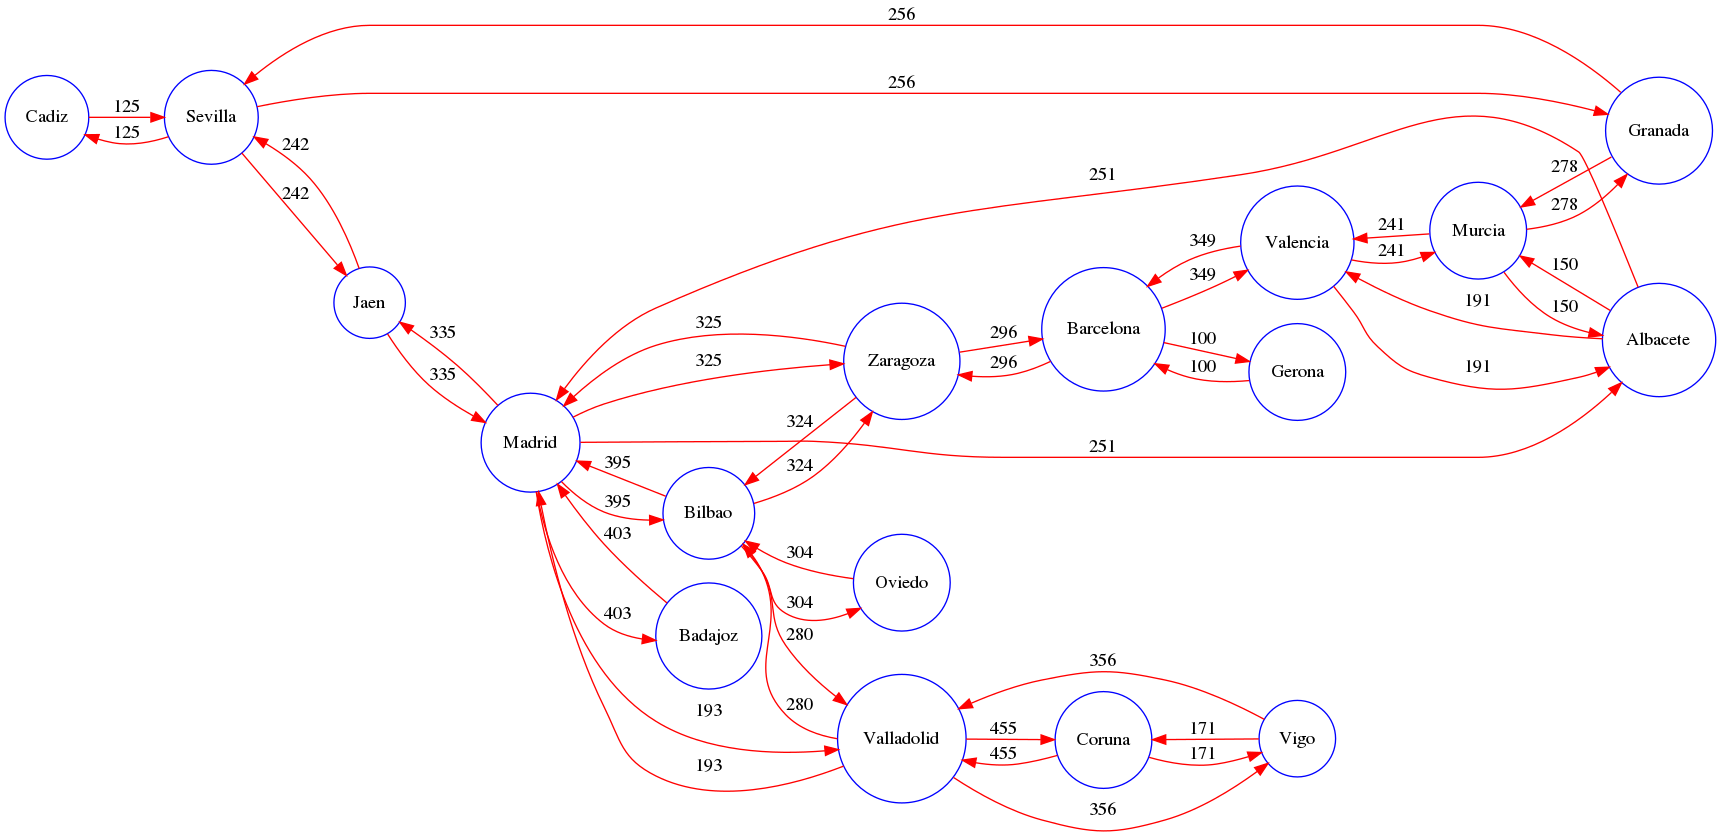 256
256
Cadiz
125
125
Sevilla
Granada
242
242
251
278
278
Valencia
Murcia
241
241
349
349
150
150
Jaen
191
191
335
335
325
325
Zaragoza
296
296
Barcelona
100
100
Gerona
Albacete
Madrid
251
324
324
395
395
Bilbao
403
403
304
304
Oviedo
Badajoz
280
280
193
193
Valladolid
455
455
Coruna
356
356
171
171
Vigo